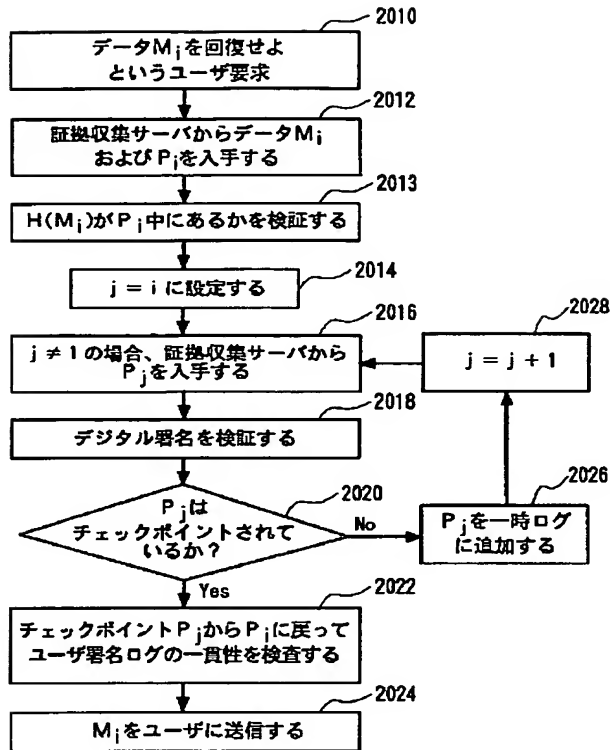 2010
データMiを回復せよ
というユーザ要求
2012
証拠収集サーバからデータMi
およびPiを入手する
2013
H(Mi)がPi中にあるかを検証する
2014
j = i に設定する
2016
j ≠ 1の場合、証拠収集サーバから
Pjを入手する
2028
j = j + 1
2018
デジタル署名を検証する
2020
Pjは
チェックポイントされて
いるか?
No
2026
Pjを一時ログ
に追加する
Yes
2022
チェックポイントPjからPiに戻って
ユーザ署名ログの一貫性を検査する
2024
Miをユーザに送信する